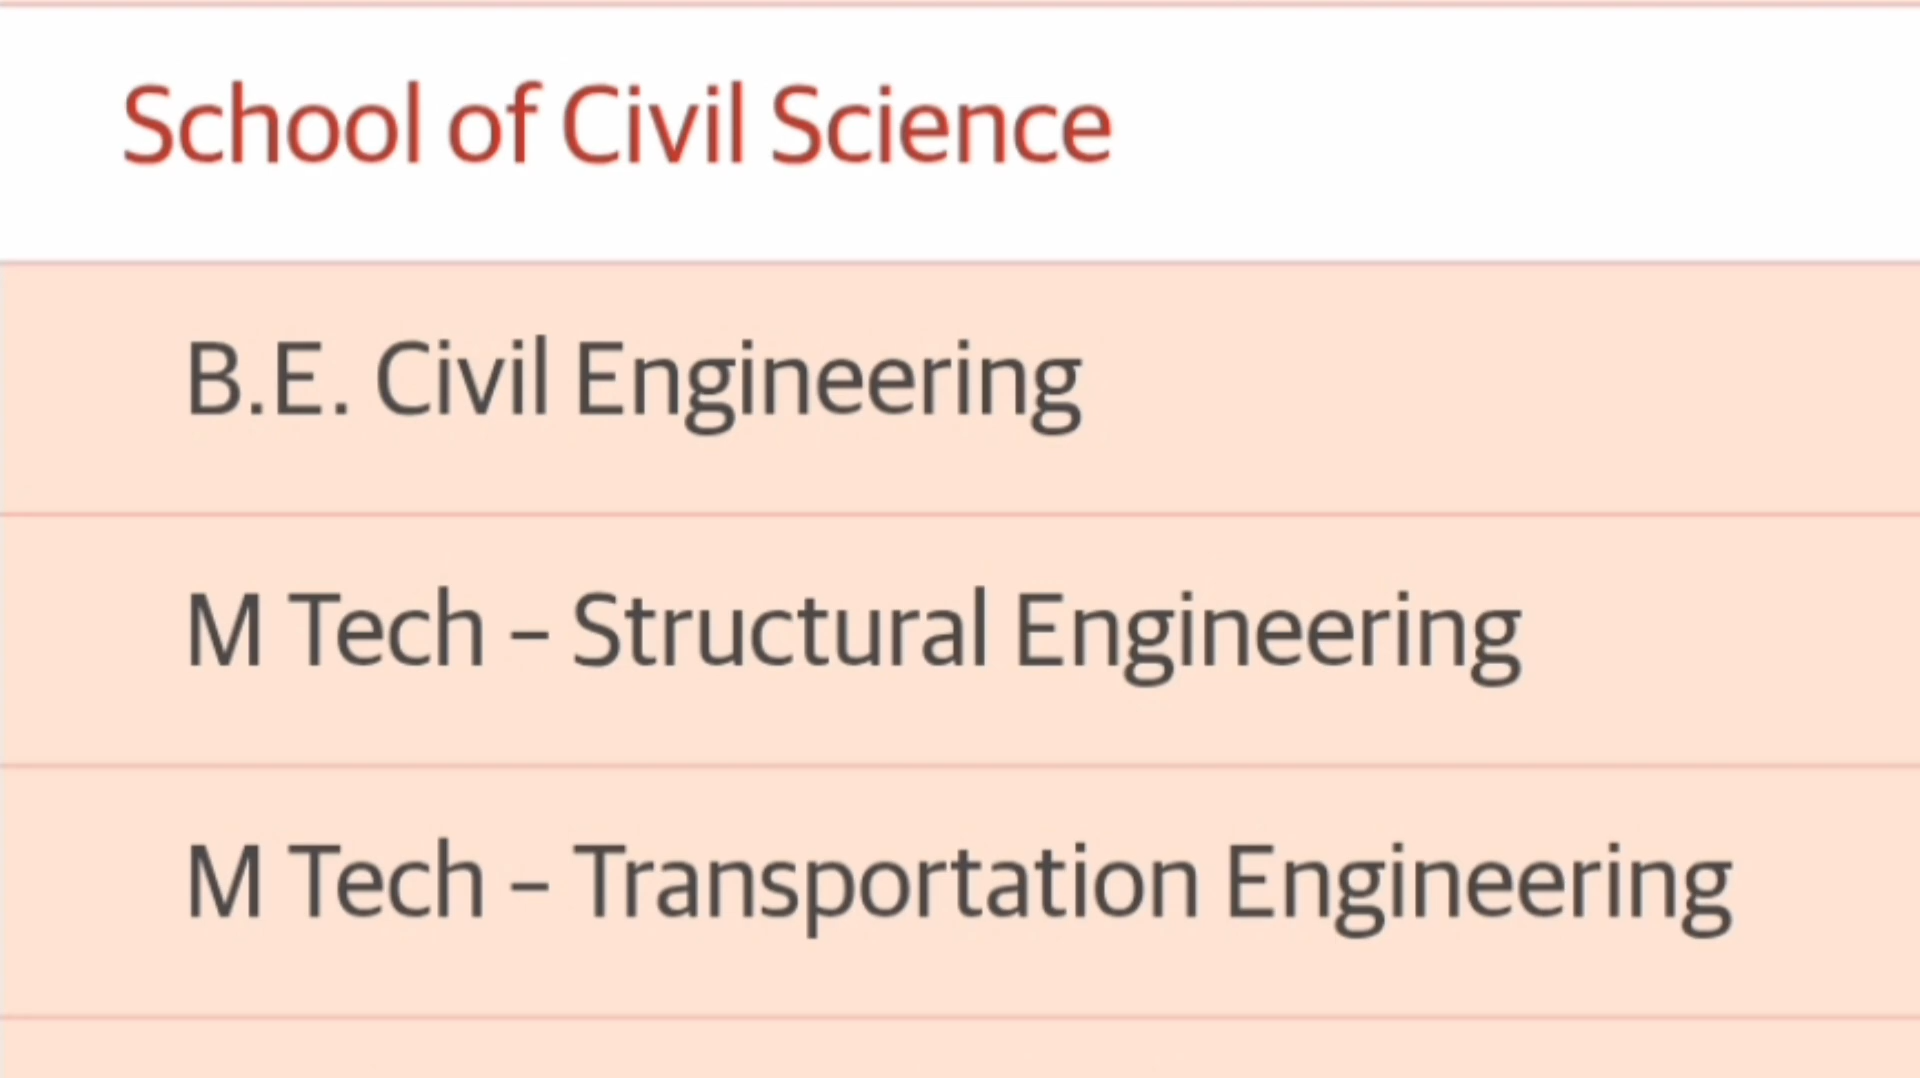 School of Civil Science
B.E. Civil Engineering
M Tech – Structural Engineering
M Tech – Transportation Engineering